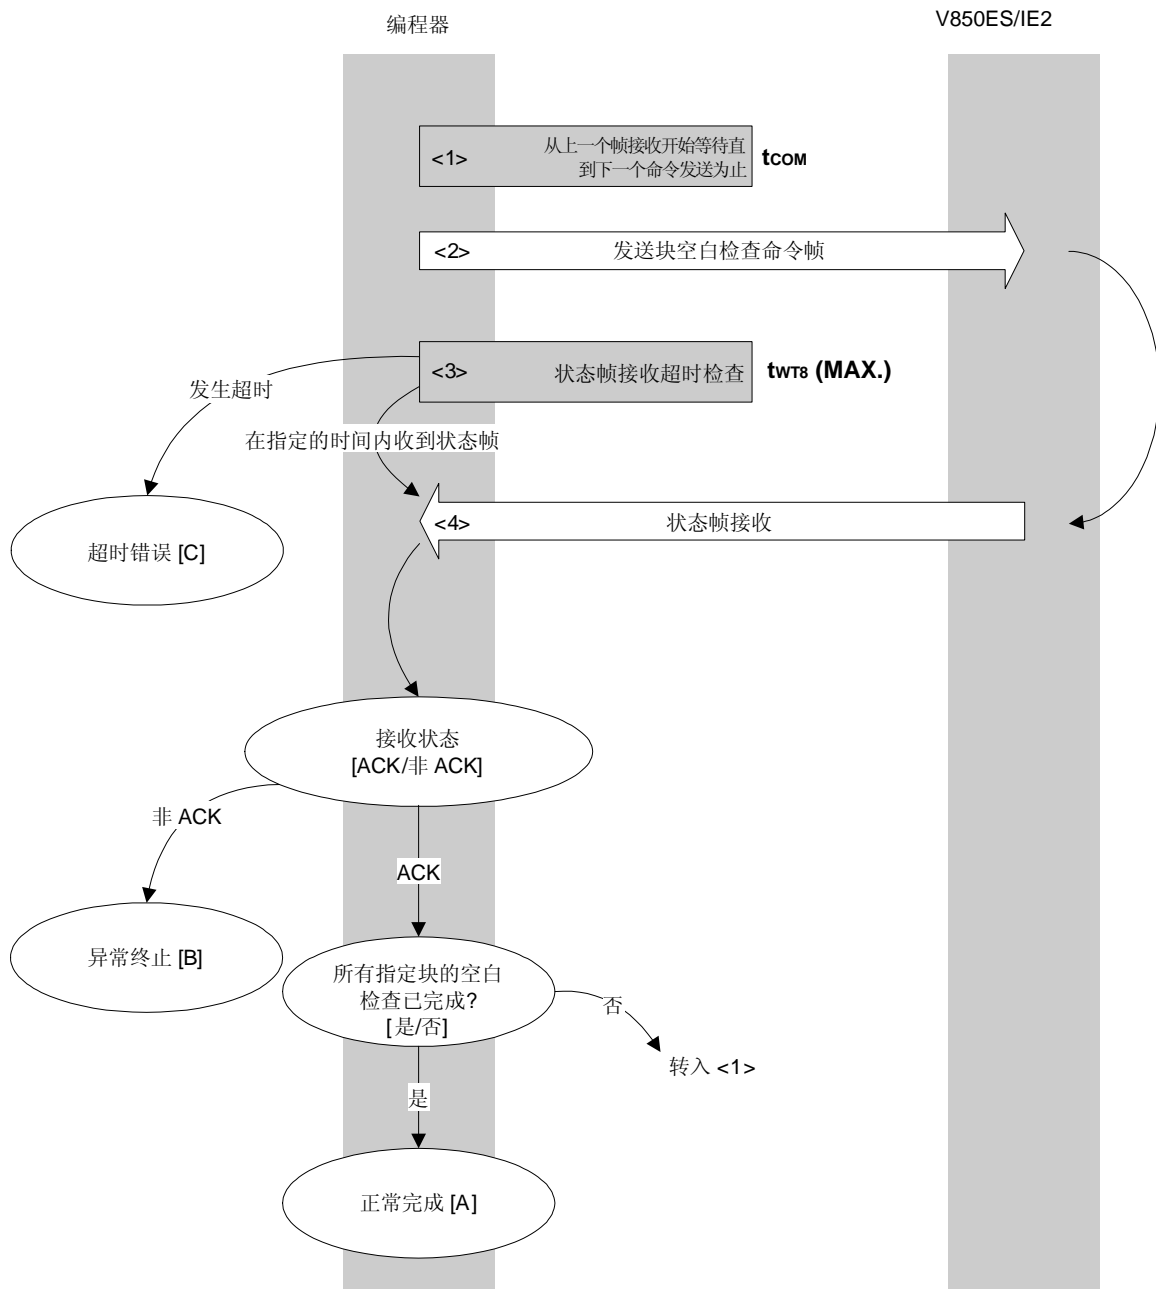 编程器
V850ES/IE2
<1>
从上一个帧接收开始等待直
到下一个命令发送为止
tCOM
<2>
发送块空白检查命令帧
<3>
状态帧接收超时检查
tWT8 (MAX.)
发生超时
在指定的时间内收到状态帧
<4>
状态帧接收
超时错误 [C]
接收状态
[ACK/非 ACK]
非 ACK
ACK
异常终止 [B]
所有指定块的空白
检查已完成?
[是/否]
否
转入 <1>
是
正常完成 [A]